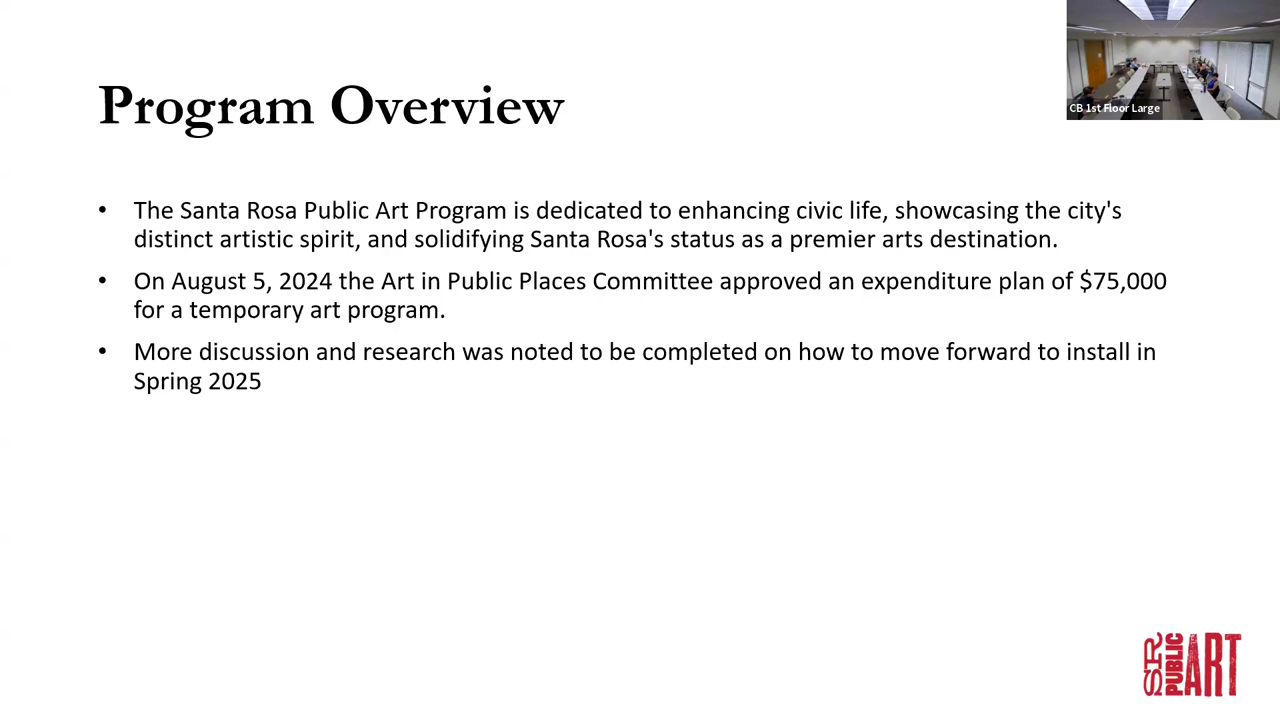 CB 1st Floor Large
Program Overview
• The Santa Rosa Public Art Program is dedicated to enhancing civic life, showcasing the city's
distinct artistic spirit, and solidifying Santa Rosa's status as a premier arts destination.
• On August 5, 2024 the Art in Public Places Committee approved an expenditure plan of $75,000
for a temporary art program.
• More discussion and research was noted to be completed on how to move forward to install in
Spring 2025
SR
PUBLIC
ART